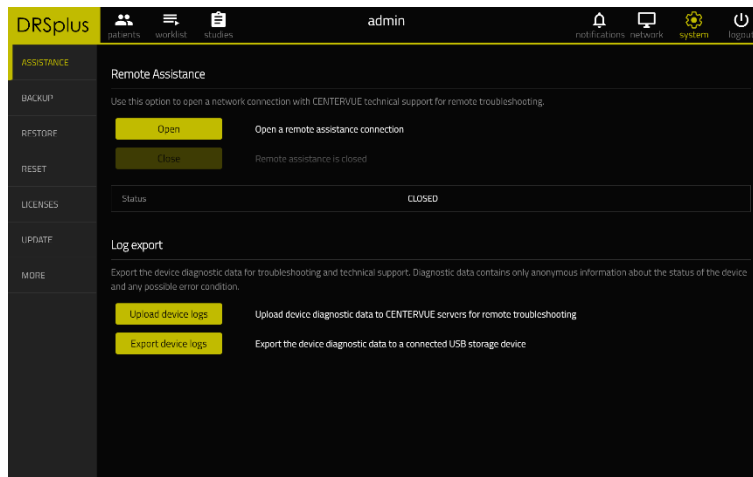 DRSplus
patients worklist studies
admin
notifications network system logout
ASSISTANCE
BACKUP
RESTORE
RESET
LICENSES
UPDATE
MORE
Remote Assistance
Use this option to open a network connection with CENTERVUE technical support for remote troubleshooting.
Open Open a remote assistance connection
Close Remote assistance is closed
Status CLOSED
Log export
Export the device diagnostic data for troubleshooting and technical support. Diagnostic data contains only anonymous information about the status of the device
and any possible error condition.
Upload device logs Upload device diagnostic data to CENTERVUE servers for remote troubleshooting
Export device logs Export the device diagnostic data to a connected USB storage device